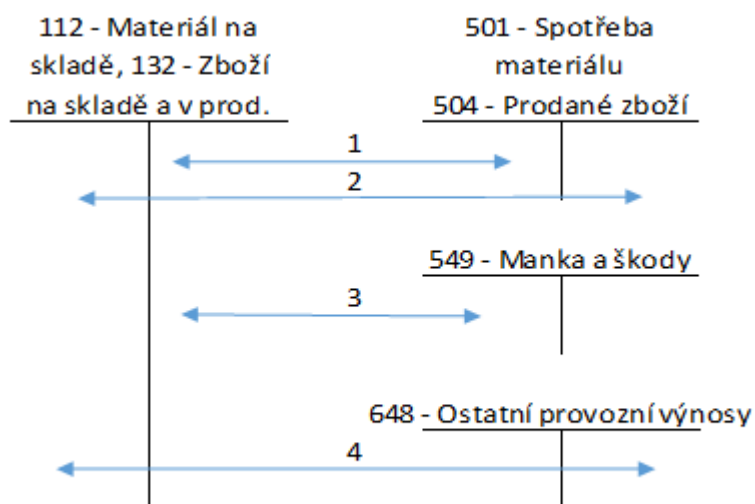 112 - Materiál na
skladě, 132 - Zboží
na skladě a v prod.
501 - Spotřeba
materiálu
504 - Prodané zboží
1
2
549 - Manka a škody
3
648 - Ostatní provozní výnosy
4